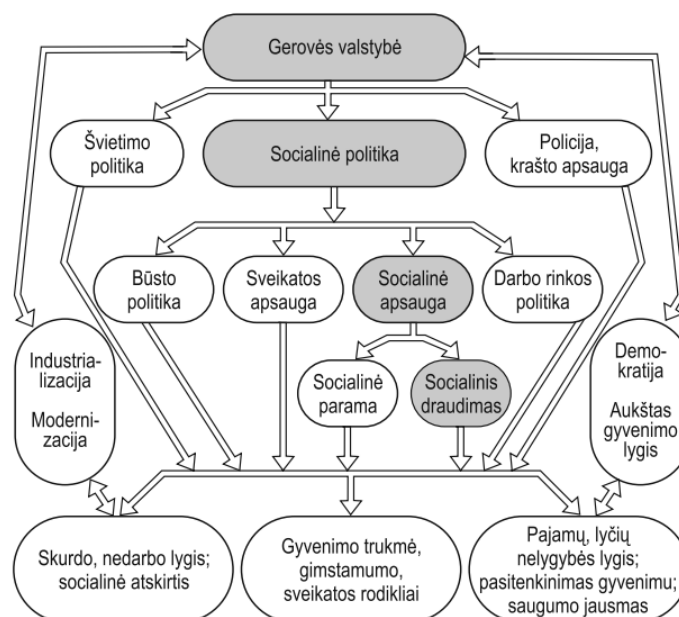 Gerovės valstybė
Švietimo
politika
Socialinė politika
Policija,
krašto apsauga
Būsto
politika
Sveikatos
apsauga
Socialinė
apsauga
Darbo rinkos
politika
Industria-
lizacija
Moderni-
zacija
Socialinė
parama
Socialinis
draudimas
Demo-
kratija
Aukštas
gyvenimo
lygis
Skurdo, nedarbo lygis;
socialinė atskirtis
Gyvenimo trukmė,
gimstamumo,
sveikatos rodikliai
Pajamų, lyčių
nelygybės lygis;
pasitenkinimas gyvenimu;
saugumo jausmas